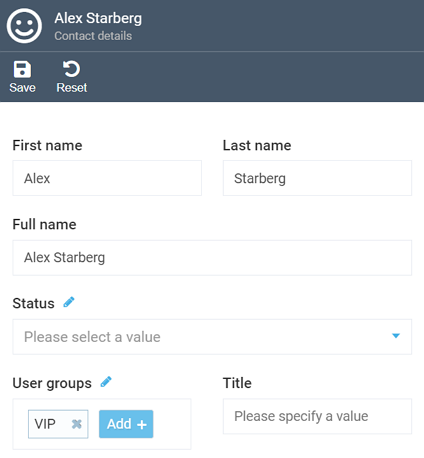 Alex Starberg
Contact details
Save Reset
First name Last name
Alex Starberg
Full name
Alex Starberg
Status
Please select a value
User groups Title
VIP Add + Please specify a value